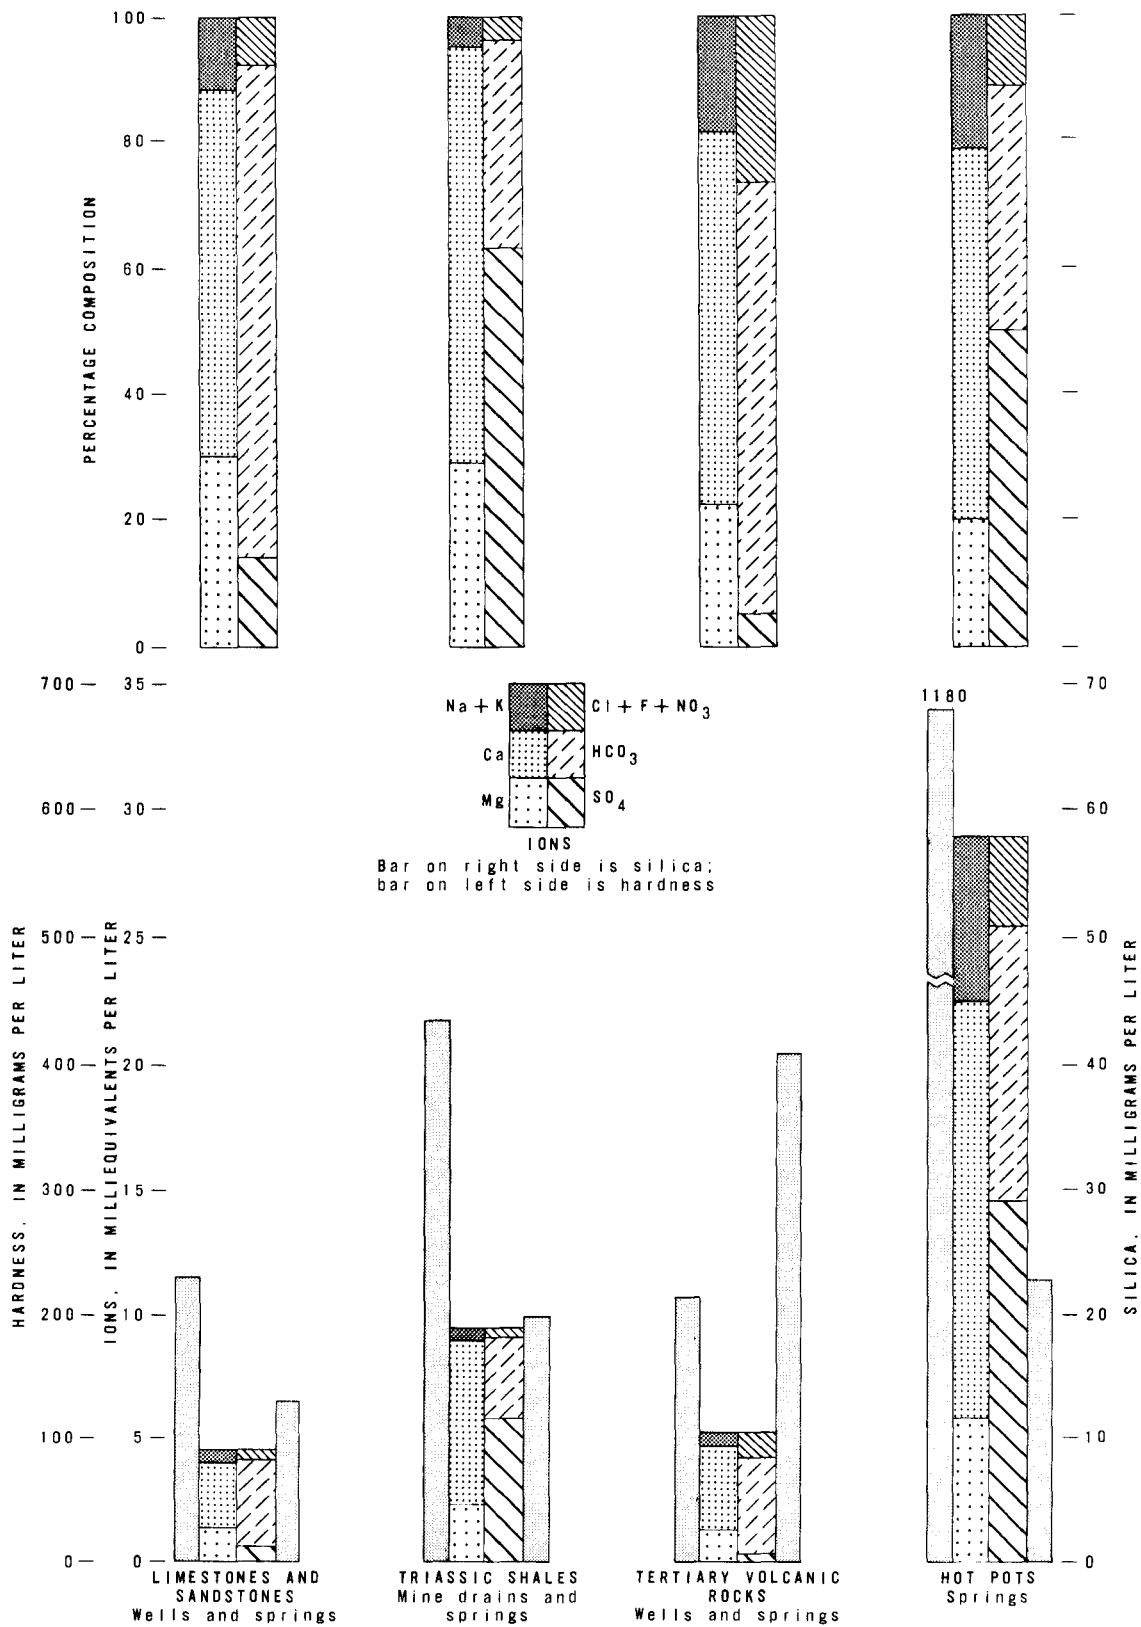 100
80
60
40
20
0
PERCENTAGE COMPOSITION
700
600
500
400
300
200
100
0
HARDNESS, IN MILLIGRAMS PER LITER
35
30
25
20
15
10
5
0
IONS, IN MILLIEQUIVALENTS PER LITER
Na + K
Cl + F + NO3
Ca
HCO3
Mg
SO4
IONS
Bar on right side is silica;
bar on left side is hardness
1180
70
60
50
40
30
20
10
0
SILICA, IN MILLIGRAMS PER LITER
LIMESTONES AND
SANDSTONES
Wells and springs
TRIASSIC SHALES
Mine drains and
springs
TERTIARY VOLCANIC
ROCKS
Wells and springs
HOT POTS
Springs